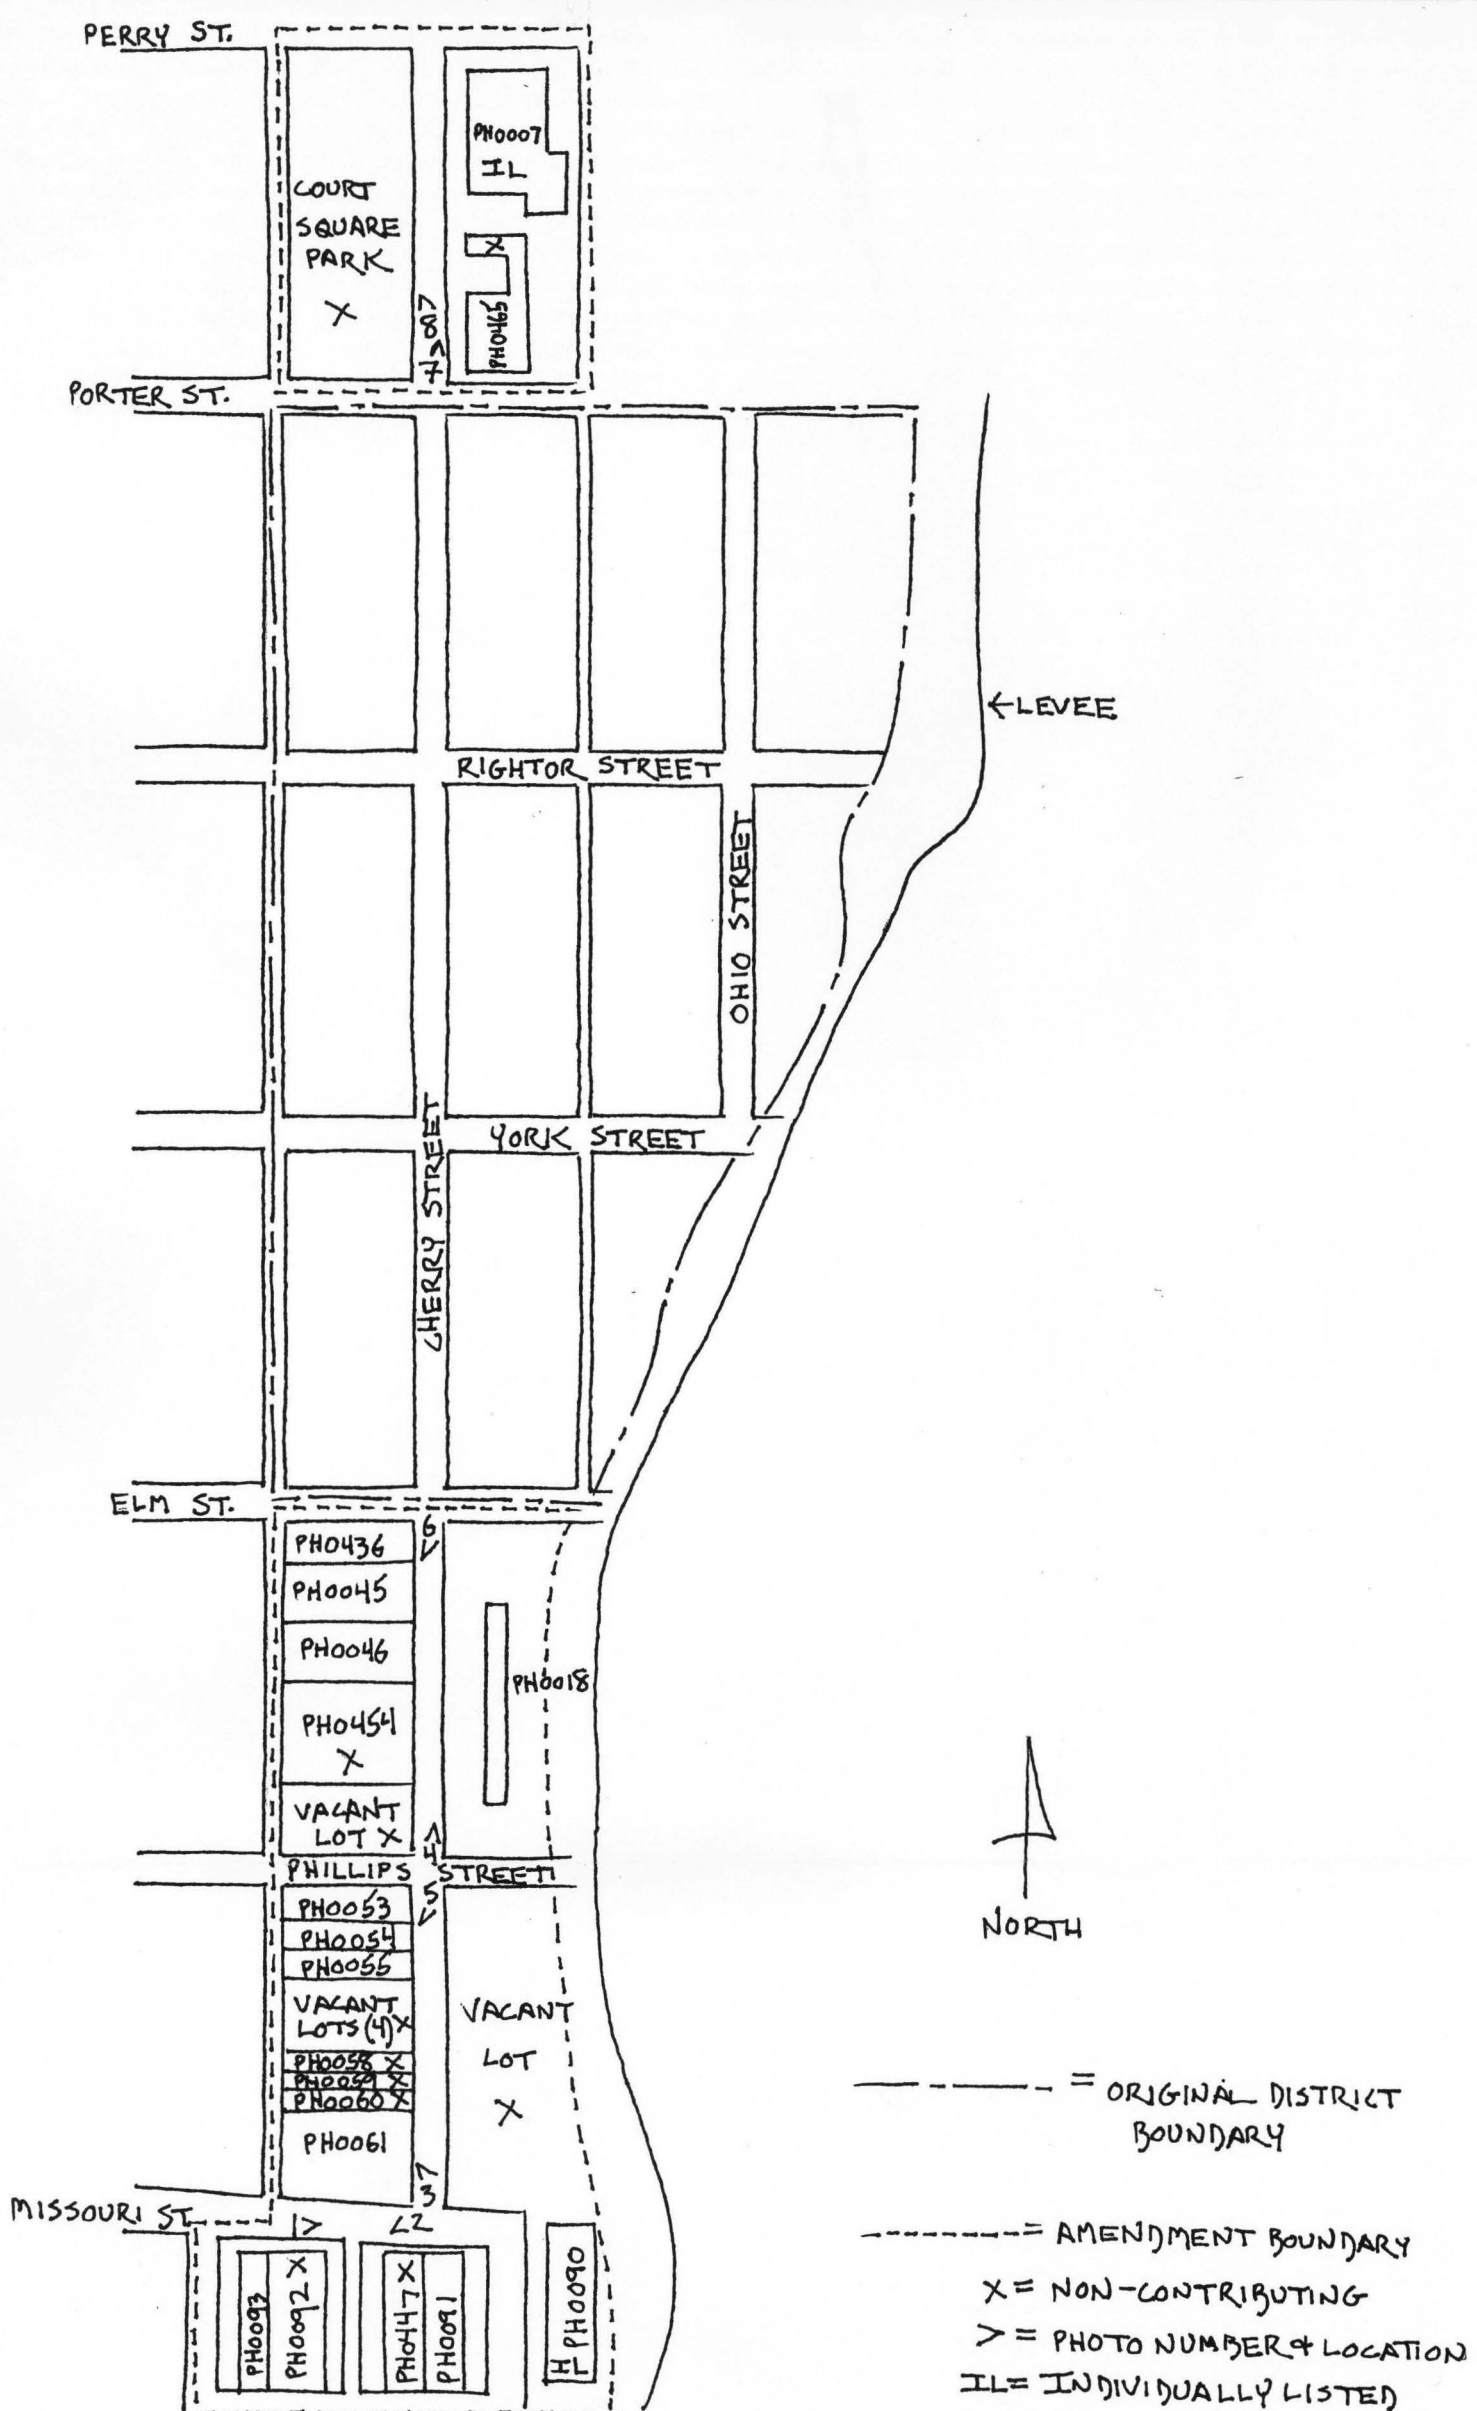 PERRY ST.
PH0007
IL
COURT
SQUARE
PARK
X
X
PH0465
8>
7^
PORTER ST.
←LEVEE
RIGHTOR STREET
OHIO STREET
YORK STREET
CHERRY STREET
ELM ST.
6
PH0436
PH0045
PH0046
PH0018
PH0454
X
VACANT
LOT X
4
PHILLIPS STREET
5
PH0053
PH0054
PH0055
VACANT
LOTS (4) X
VACANT
LOT
X
PH0058 X
PH0059 X
PH0060 X
PH0061
3
MISSOURI ST.
1>
<2
PH0093
PH0092 X
PH0447 X
PH0091
PH0090
IL
NORTH
= ORIGINAL DISTRICT
BOUNDARY
= AMENDMENT BOUNDARY
X = NON-CONTRIBUTING
> = PHOTO NUMBER & LOCATION
IL = INDIVIDUALLY LISTED